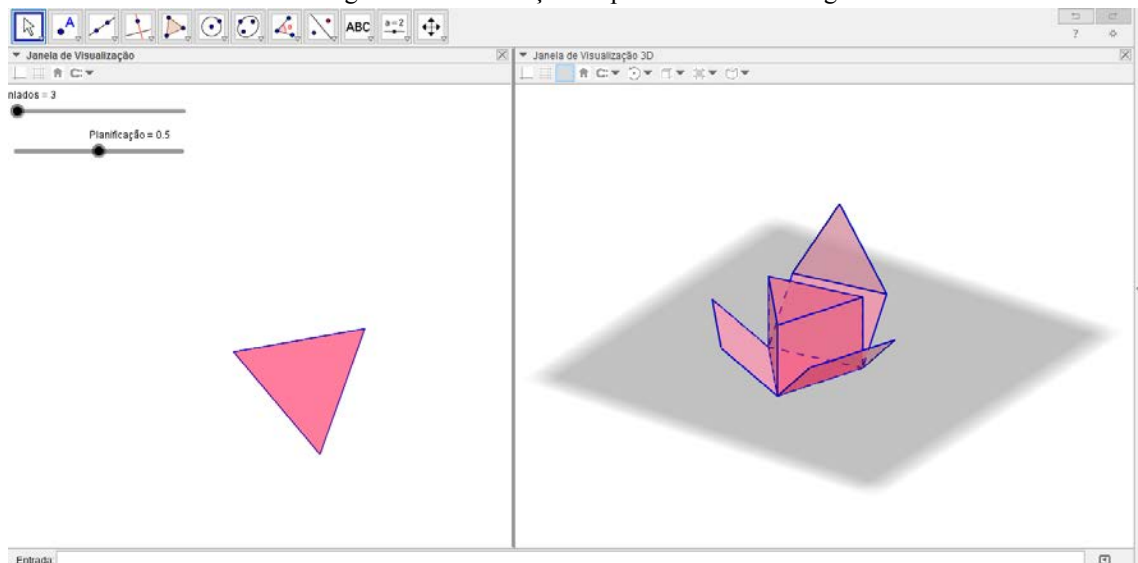 ABC
a=2
Janela de Visualização
Janela de Visualização 3D
nlados = 3
Planificação = 0.5
Entrada: